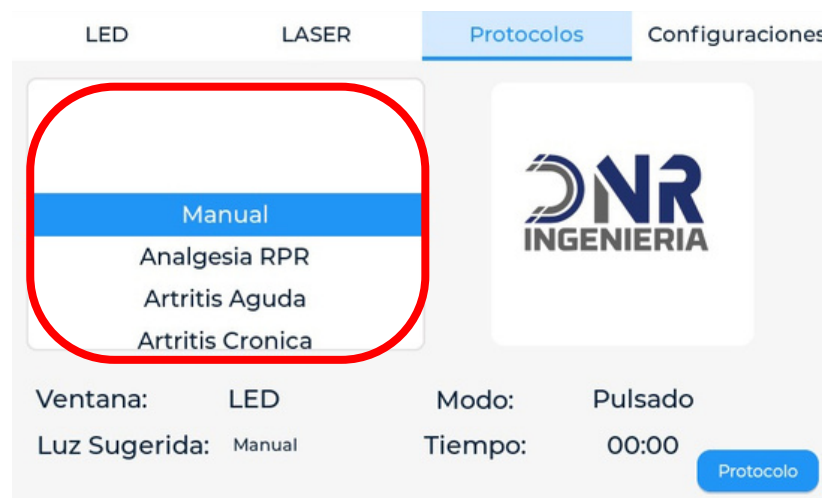 LED LASER Protocolos Configuraciones
Manual
Analgesia RPR
Artritis Aguda
Artritis Cronica
DNR
INGENIERIA
Ventana: LED Modo: Pulsado
Luz Sugerida: Manual Tiempo: 00:00
Protocolo